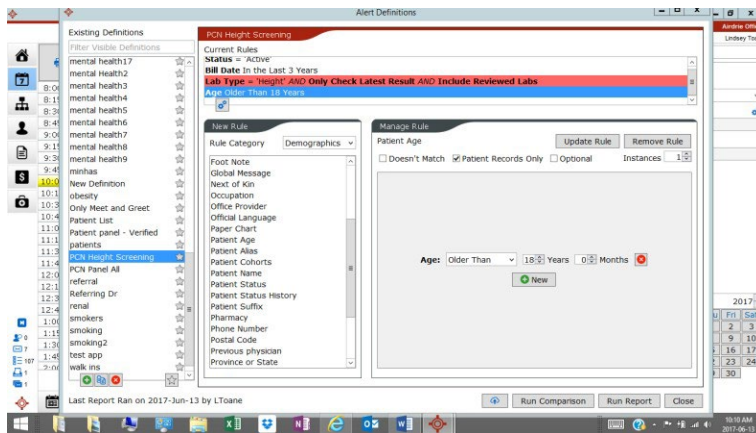 Alert Definitions
Existing Definitions
Filter Visible Definitions
mental health17
mental Health2
mental health3
mental health4
mental health5
mental health6
mental health7
mental health8
mental health9
minhas
New Definition
obesity
Only Meet and Greet
Patient List
Patient panel - Verified
patients
PCN Height Screening
PCN Panel All
referral
Referring Dr
renal
smokers
smoking
smoking2
test app
walk ins
Last Report Ran on 2017-Jun-13 by LToane
PCN Height Screening
Current Rules
Status = 'Active'
Bill Date In the Last 3 Years
Lab Type = 'Height' AND Only Check Latest Result AND Include Reviewed Labs
Age Older Than 18 Years
New Rule
Rule Category Demographics
Foot Note
Global Message
Next of Kin
Occupation
Office Provider
Official Language
Paper Chart
Patient Age
Patient Alias
Patient Cohorts
Patient Name
Patient Status
Patient Status History
Patient Suffix
Pharmacy
Phone Number
Postal Code
Previous physician
Province or State
Manage Rule
Patient Age Update Rule Remove Rule
Doesn't Match Patient Records Only Optional Instances 1
Age: Older Than 18 Years 0 Months
New
Run Comparison Run Report Close
Airdrie
2017
Fri Sat
2 3
9 10
16 17
23 24
30
10:10 AM